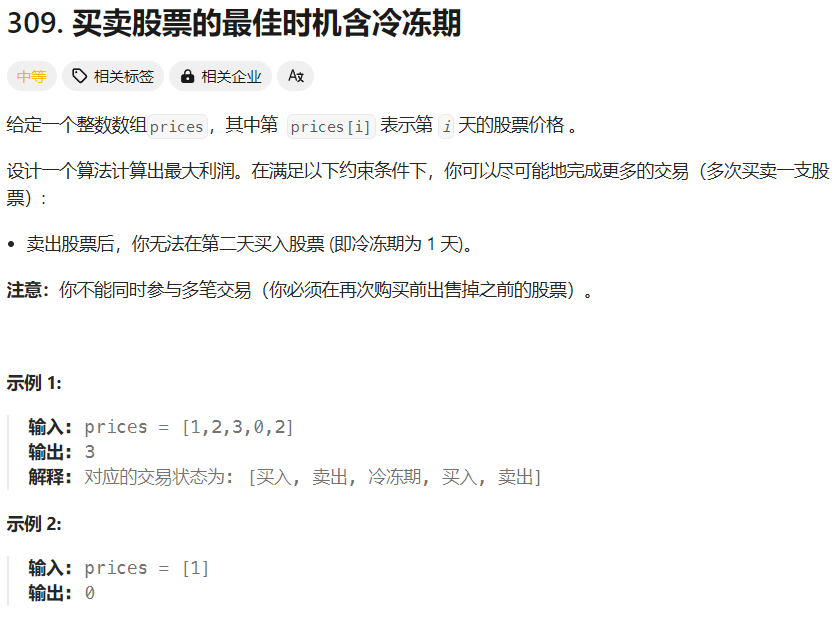 309. 买卖股票的最佳时机含冷冻期
中等 相关标签 相关企业 Aあ
给定一个整数数组prices，其中第 prices[i] 表示第 i 天的股票价格 。
设计一个算法计算出最大利润。在满足以下约束条件下，你可以尽可能地完成更多的交易（多次买卖一支股
票）:
• 卖出股票后，你无法在第二天买入股票 (即冷冻期为 1 天)。
注意：你不能同时参与多笔交易（你必须在再次购买前出售掉之前的股票）。
示例 1:
输入: prices = [1,2,3,0,2]
输出: 3
解释: 对应的交易状态为: [买入, 卖出, 冷冻期, 买入, 卖出]
示例 2:
输入: prices = [1]
输出: 0